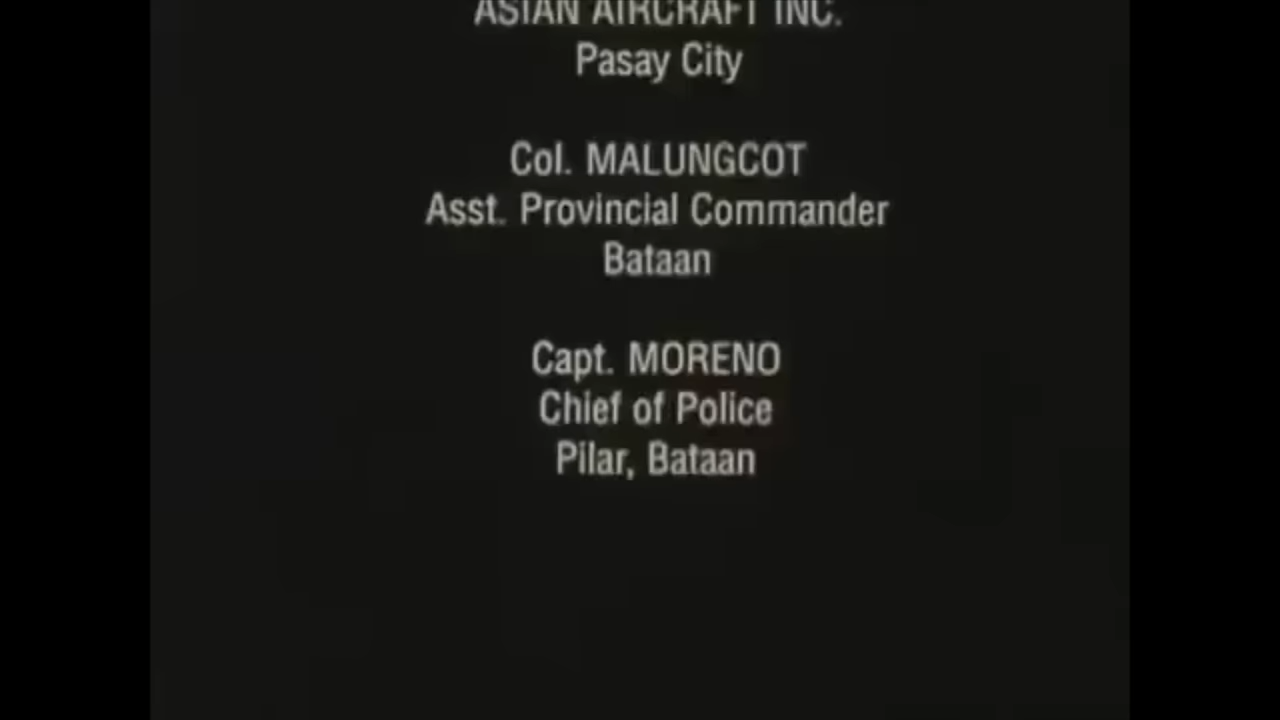 ASIAN AIRCRAFT INC.
Pasay City
Col. MALUNGCOT
Asst. Provincial Commander
Bataan
Capt. MORENO
Chief of Police
Pilar, Bataan